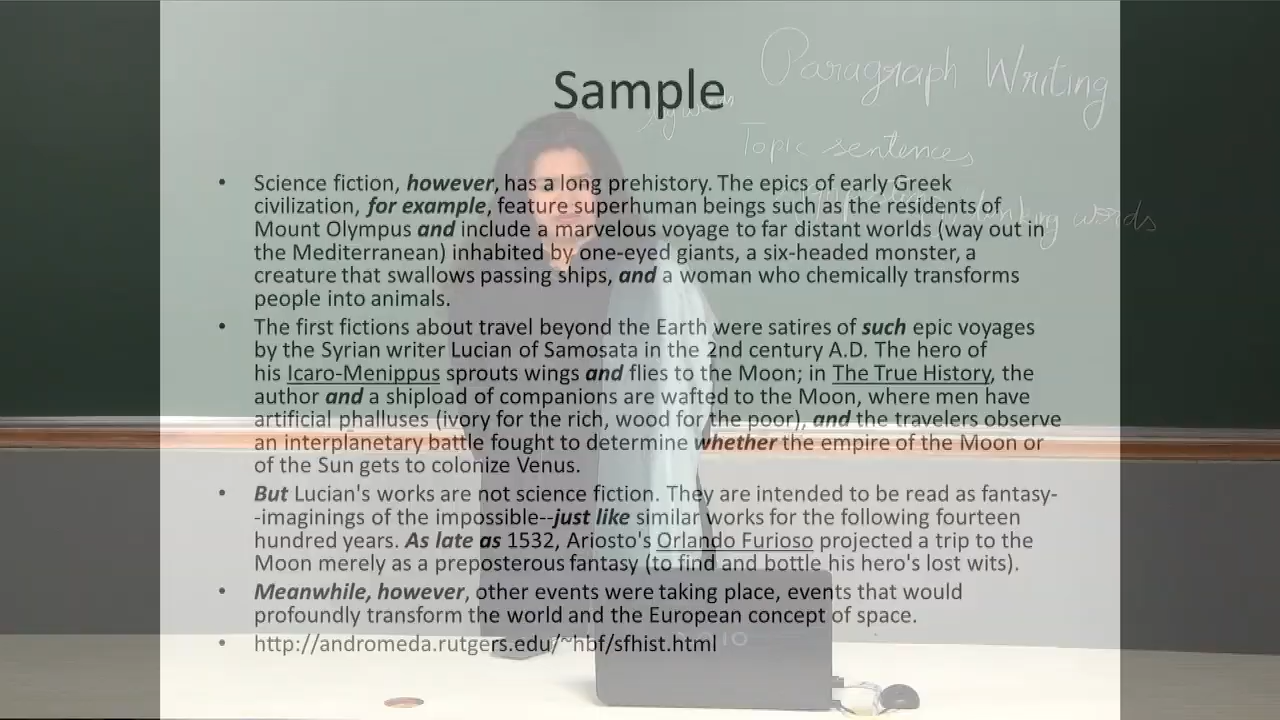 Paragraph Writing
Sample
Topic sentences
• Science fiction, however, has a long prehistory. The epics of early Greek
civilization, for example, feature superhuman beings such as the residents of
Mount Olympus and include a marvelous voyage to far distant worlds (way out in
the Mediterranean) inhabited by one-eyed giants, a six-headed monster, a
creature that swallows passing ships, and a woman who chemically transforms
people into animals.
• The first fictions about travel beyond the Earth were satires of such epic voyages
by the Syrian writer Lucian of Samosata in the 2nd century A.D. The hero of
his Icaro-Menippus sprouts wings and flies to the Moon; in The True History, the
author and a shipload of companions are wafted to the Moon, where men have
artificial phalluses (ivory for the rich, wood for the poor), and the travelers observe
an interplanetary battle fought to determine whether the empire of the Moon or
of the Sun gets to colonize Venus.
• But Lucian's works are not science fiction. They are intended to be read as fantasy-
-imaginings of the impossible--just like similar works for the following fourteen
hundred years. As late as 1532, Ariosto's Orlando Furioso projected a trip to the
Moon merely as a preposterous fantasy (to find and bottle his hero's lost wits).
• Meanwhile, however, other events were taking place, events that would
profoundly transform the world and the European concept of space.
• http://andromeda.rutgers.edu/~hbf/sfhist.html